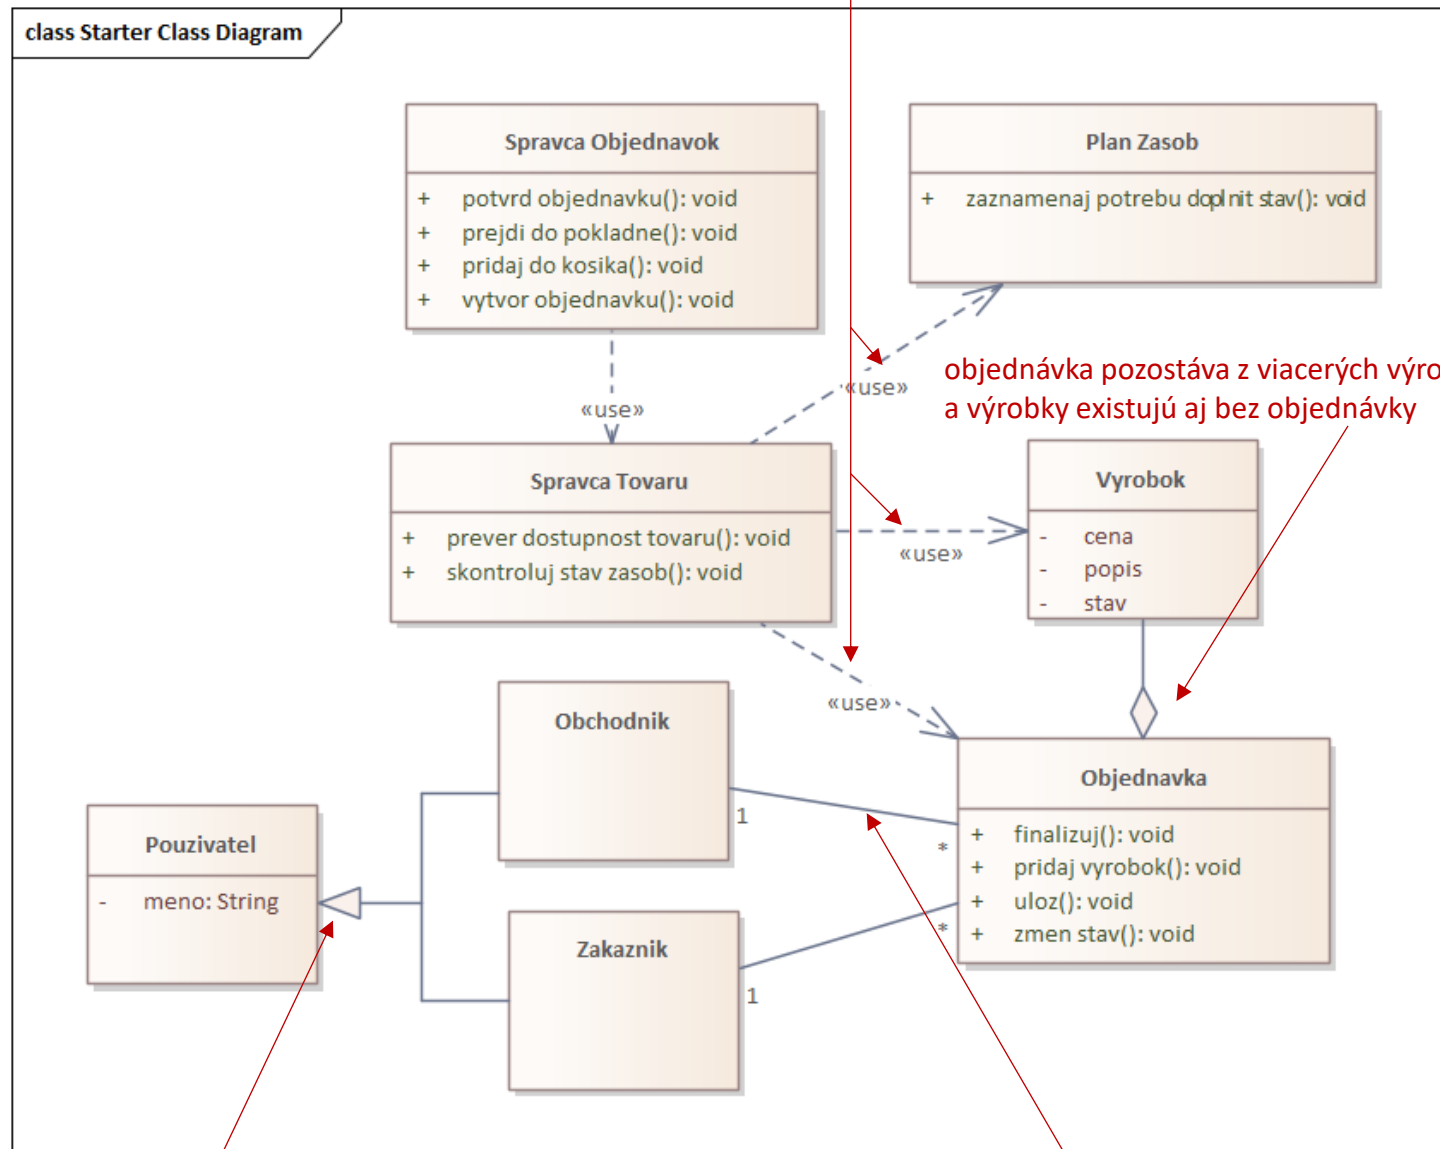 class Starter Class Diagram
Spravca Objednavok
+ potvrd objednavku(): void
+ prejdi do pokladne(): void
+ pridaj do kosika(): void
+ vytvor objednavku(): void
Plan Zasob
+ zaznamenaj potrebu doplnit stav(): void
«use»
«use»
objednávka pozostáva z viacerých výro
a výrobky existujú aj bez objednávky
Spravca Tovaru
+ prever dostupnost tovaru(): void
+ skontroluj stav zasob(): void
«use»
Vyrobok
- cena
- popis
- stav
«use»
Obchodnik
1
*
Objednavka
+ finalizuj(): void
+ pridaj vyrobok(): void
+ uloz(): void
+ zmen stav(): void
Pouzivatel
- meno: String
Zakaznik
*
1